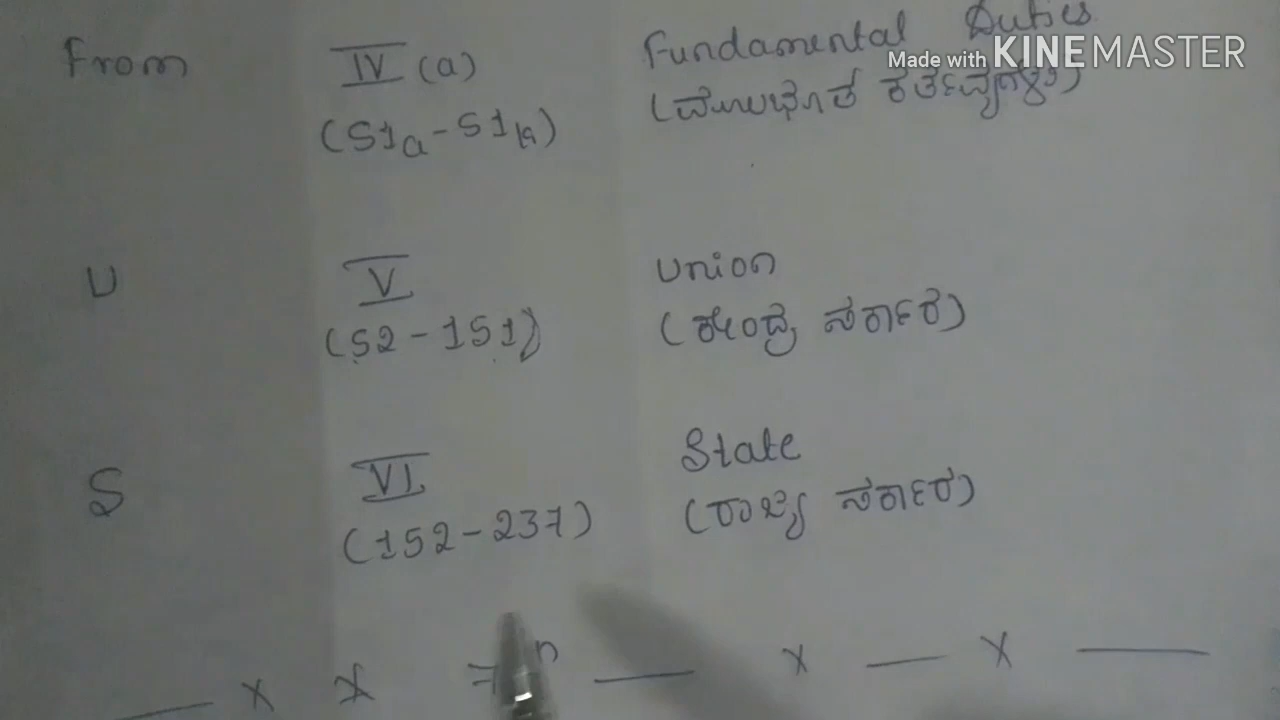 From IV (a) Fundamental Duties
Made with KINEMASTER
(51a - 51(a) (ಮೂಲಭೂತ ಕರ್ತವ್ಯಗಳು)
U V Union
(52 - 151) (ಕೇಂದ್ರ ಸರ್ಕಾರ)
S VI State
(152 - 237) (ರಾಜ್ಯ ಸರ್ಕಾರ)